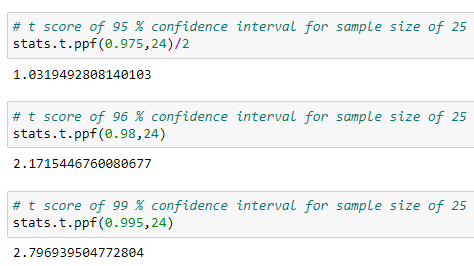 # t score of 95 % confidence interval for sample size of 25
stats.t.ppf(0.975,24)/2
1.0319492808140103
# t score of 96 % confidence interval for sample size of 25
stats.t.ppf(0.98,24)
2.1715446760080677
# t score of 99 % confidence interval for sample size of 25
stats.t.ppf(0.995,24)
2.796939504772804